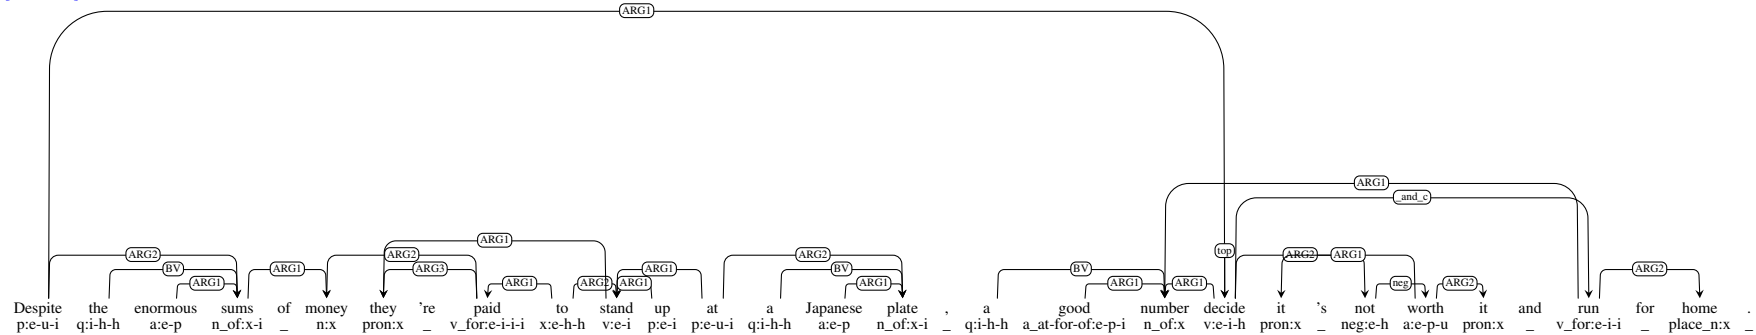 ARG1
ARG1
_and_c
ARG1
top
ARG2 ARG2 ARG2 ARG2 ARG1
BV ARG1 ARG3 ARG1 BV BV ARG2
ARG1 ARG1 ARG2 ARG1 ARG1 ARG1 ARG1 neg ARG2
Despite the enormous sums of money they 're paid to stand up at a Japanese plate , a good number decide it 's not worth it and run for home .
p:e-u-i q:i-h-h a:e-p n_of:x-i _ n:x pron:x _ v_for:e-i-i-i x:e-h-h v:e-i p:e-i p:e-u-i q:i-h-h a:e-p n_of:x-i _ q:i-h-h a_at-for-of:e-p-i n_of:x v:e-i-h pron:x _ neg:e-h a:e-p-u pron:x _ v_for:e-i-i _ place_n:x _